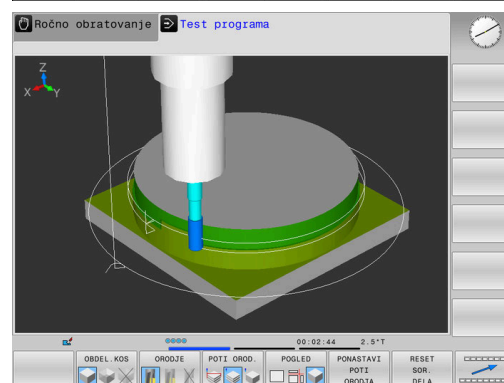 Ročno obratovanje
Test programa
Z
X Y
00:02:44 2.5*T
OBDEL.KOS
ORODJE
POTI OROD.
POGLED
PONASTAVI
POTI
ORODJA
RESET
SOR.
DELA